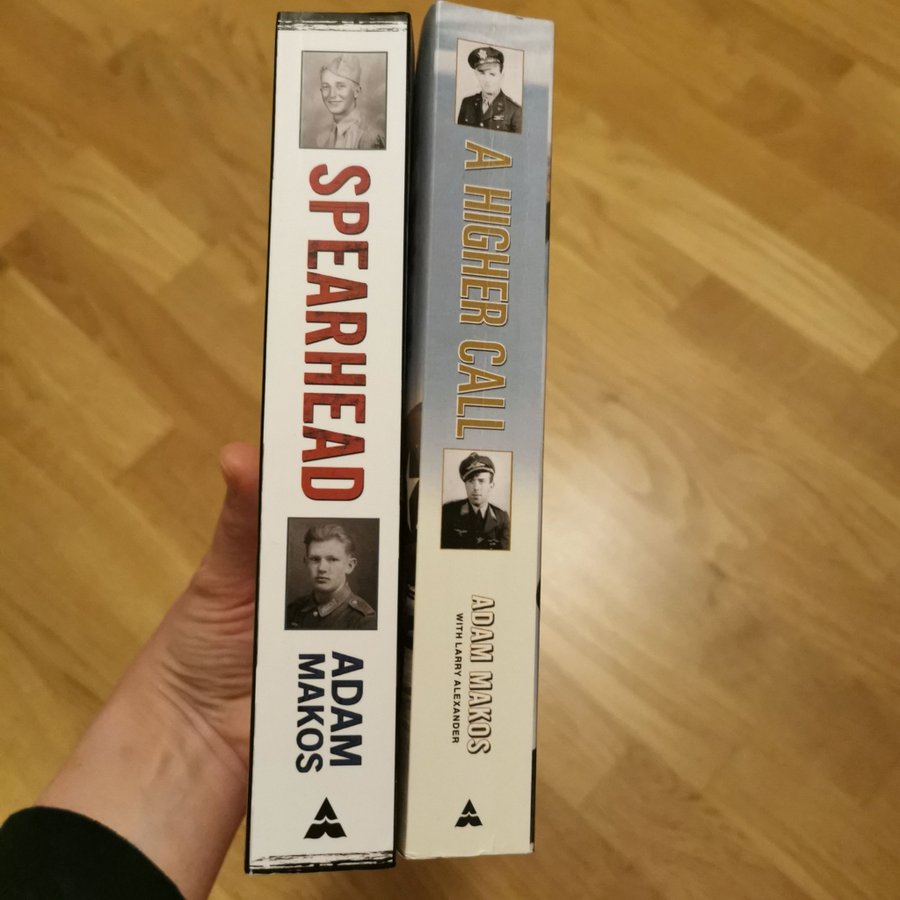 SPEARHEAD
ADAM
MAKOS
A HIGHER CALL
ADAM MAKOS
WITH LARRY ALEXANDER